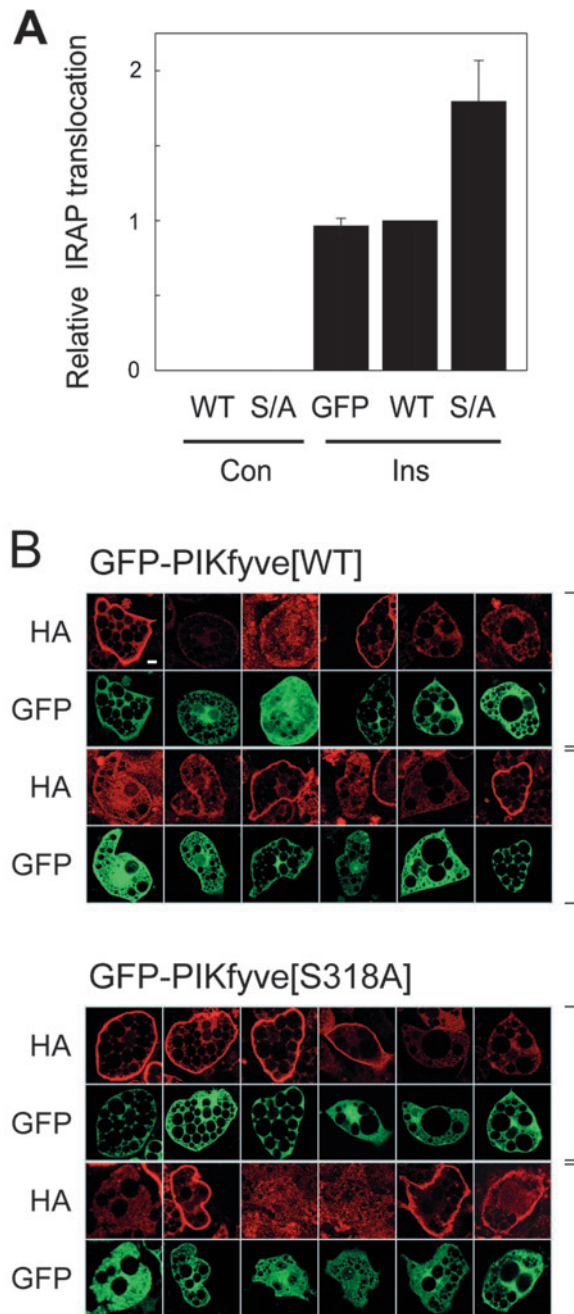 A
Relative IRAP translocation
2
1
0
WT S/A GFP WT S/A
Con Ins
B
GFP-PIKfyve[WT]
HA
GFP
HA
GFP
GFP-PIKfyve[S318A]
HA
GFP
HA
GFP